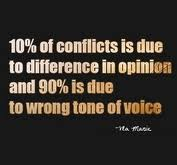 10% of conflicts is due
to difference in opinion
and 90% is due
to wrong tone of voice